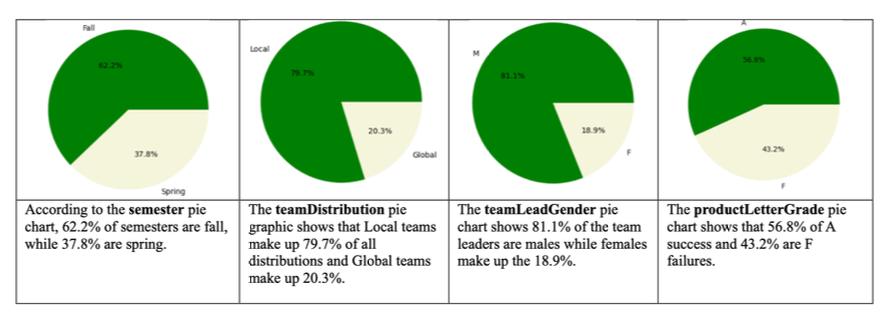 Fall
62.2%
37.8%
Spring
Local
79.7%
20.3%
Global
M
81.1%
18.9%
F
A
56.8%
43.2%
F
According to the semester pie
chart, 62.2% of semesters are fall,
while 37.8% are spring.
The teamDistribution pie
graphic shows that Local teams
make up 79.7% of all
distributions and Global teams
make up 20.3%.
The teamLeadGender pie
chart shows 81.1% of the team
leaders are males while females
make up the 18.9%.
The productLetterGrade pie
chart shows that 56.8% of A
success and 43.2% are F
failures.